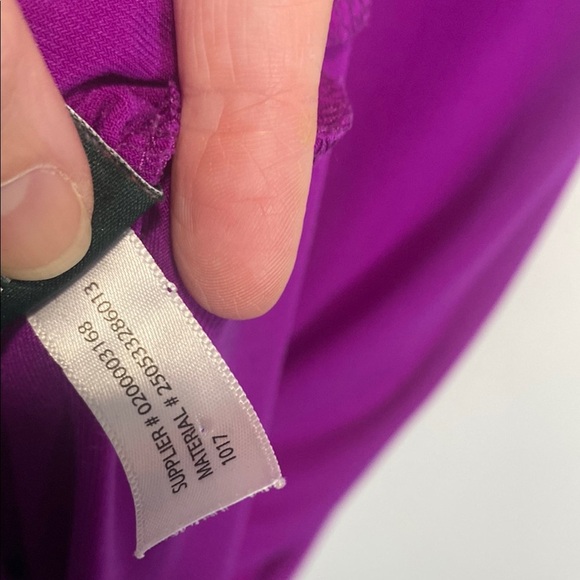 SUPPLIER # 0200003168
MATERIAL # 250533286013
1017